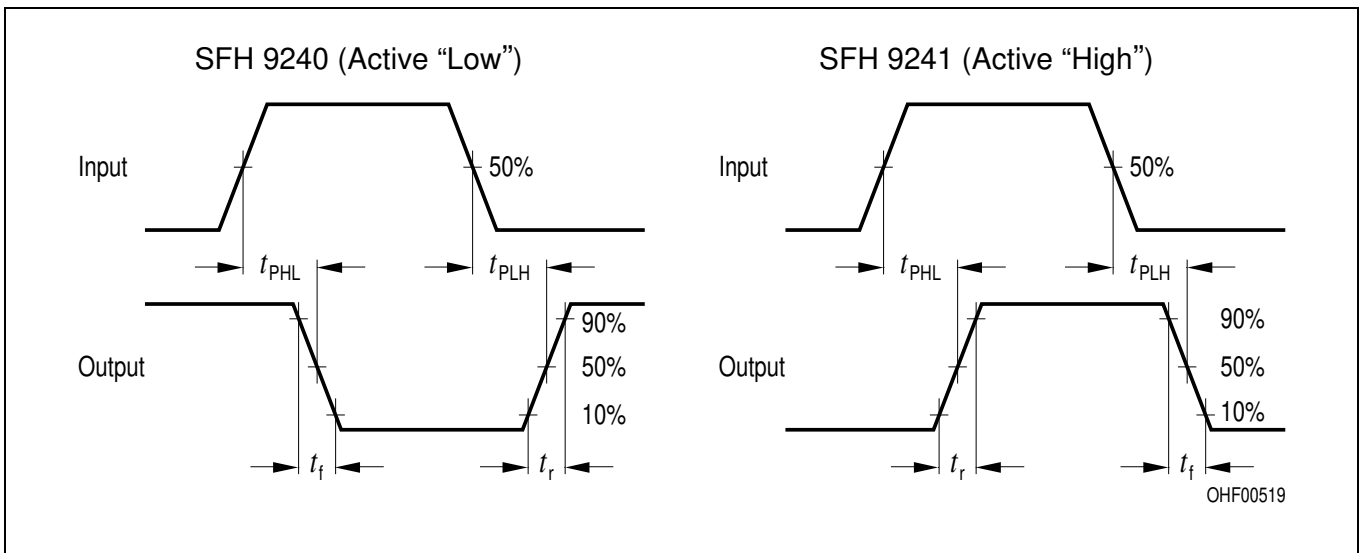 SFH 9240 (Active “Low”)
Input
50%
tPHL
tPLH
Output
90%
50%
10%
tf
tr
SFH 9241 (Active “High”)
Input
50%
tPHL
tPLH
Output
90%
50%
10%
tr
tf
OHF00519